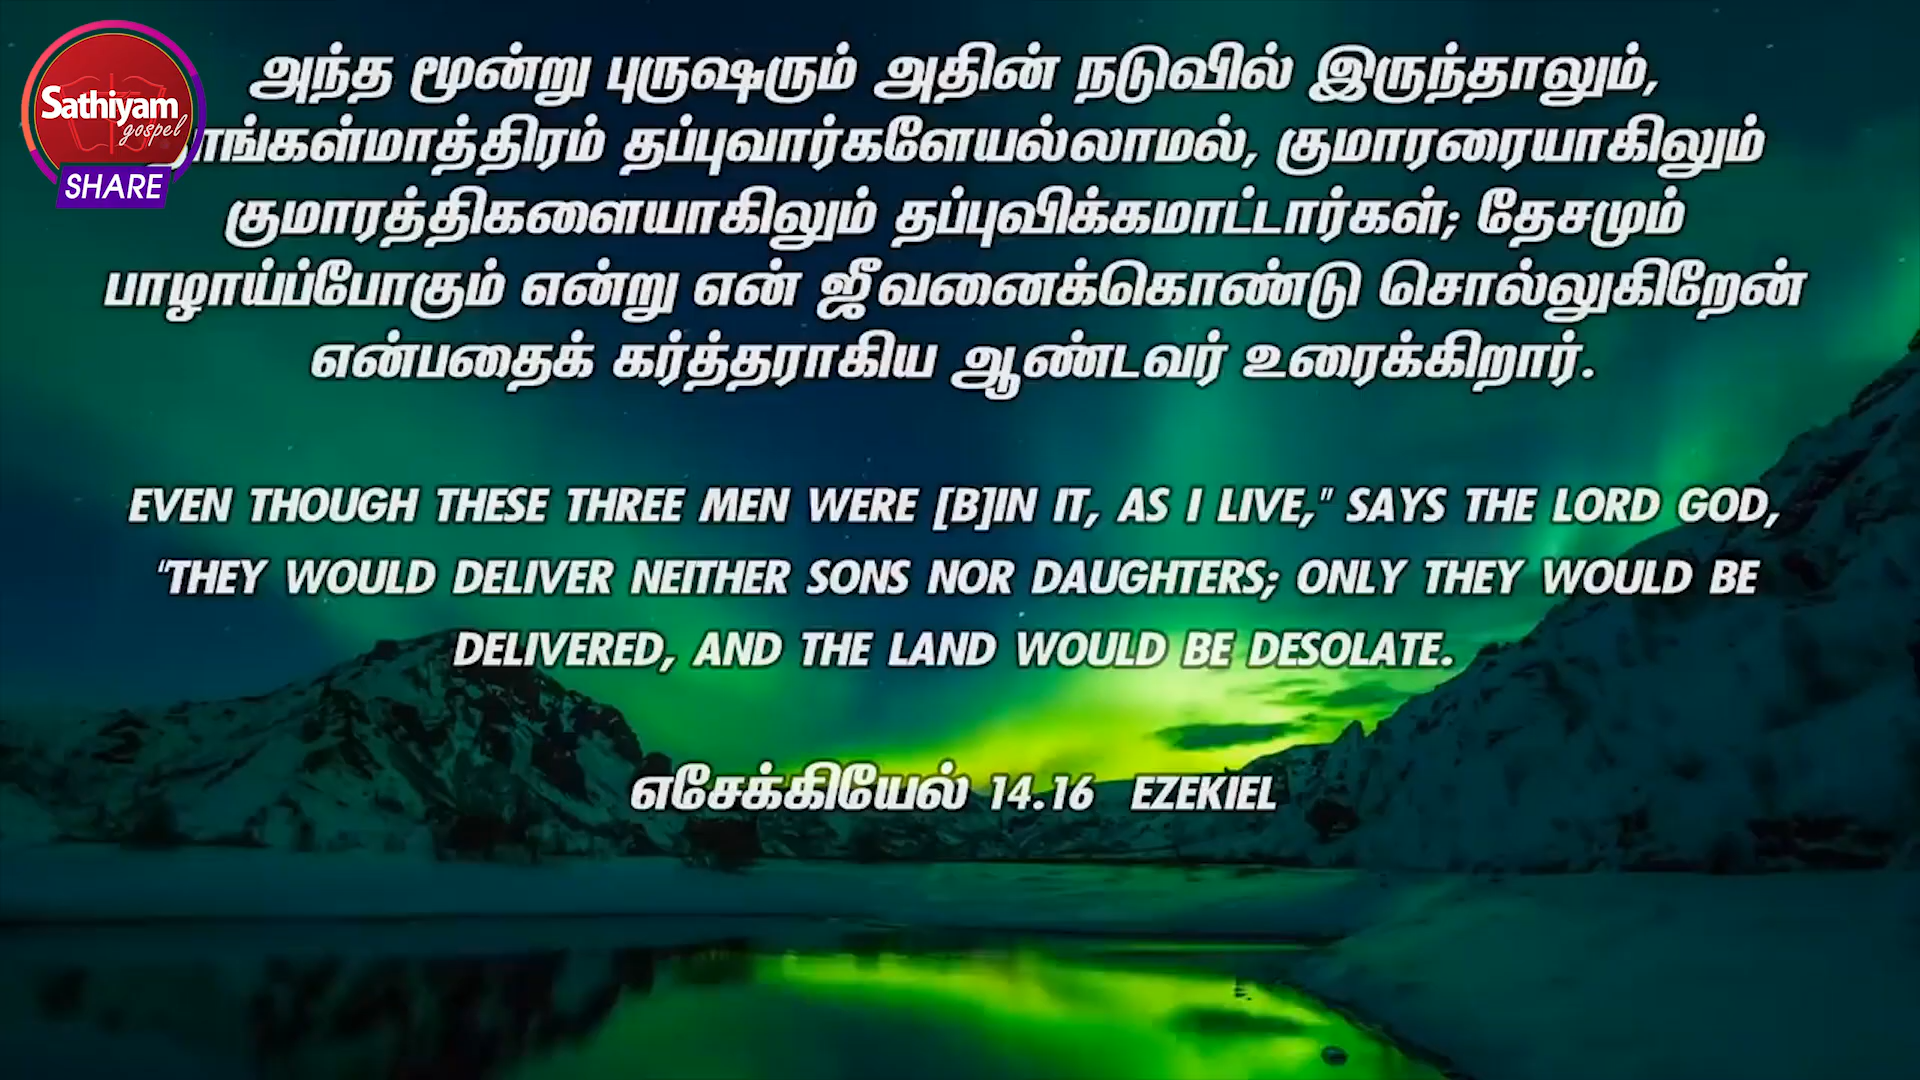 Sathiyam
gospel
SHARE
அந்த மூன்று புருஷரும் அதின் நடுவில் இருந்தாலும்,
தப்புவார்களேயல்லாமல், குமாரரையாகிலும்
குமாரத்திகளையாகிலும் தப்புவிக்கமாட்டார்கள்; தேசமும்
பாழாய்ப்போகும் என்று என் ஜீவனைக்கொண்டு சொல்லுகிறேன்
என்பதைக் கர்த்தராகிய ஆண்டவர் உரைக்கிறார்.
EVEN THOUGH THESE THREE MEN WERE [B]IN IT, AS I LIVE," SAYS THE LORD GOD,
"THEY WOULD DELIVER NEITHER SONS NOR DAUGHTERS; ONLY THEY WOULD BE
DELIVERED, AND THE LAND WOULD BE DESOLATE.
எசேக்கியேல் 14.16 EZEKIEL